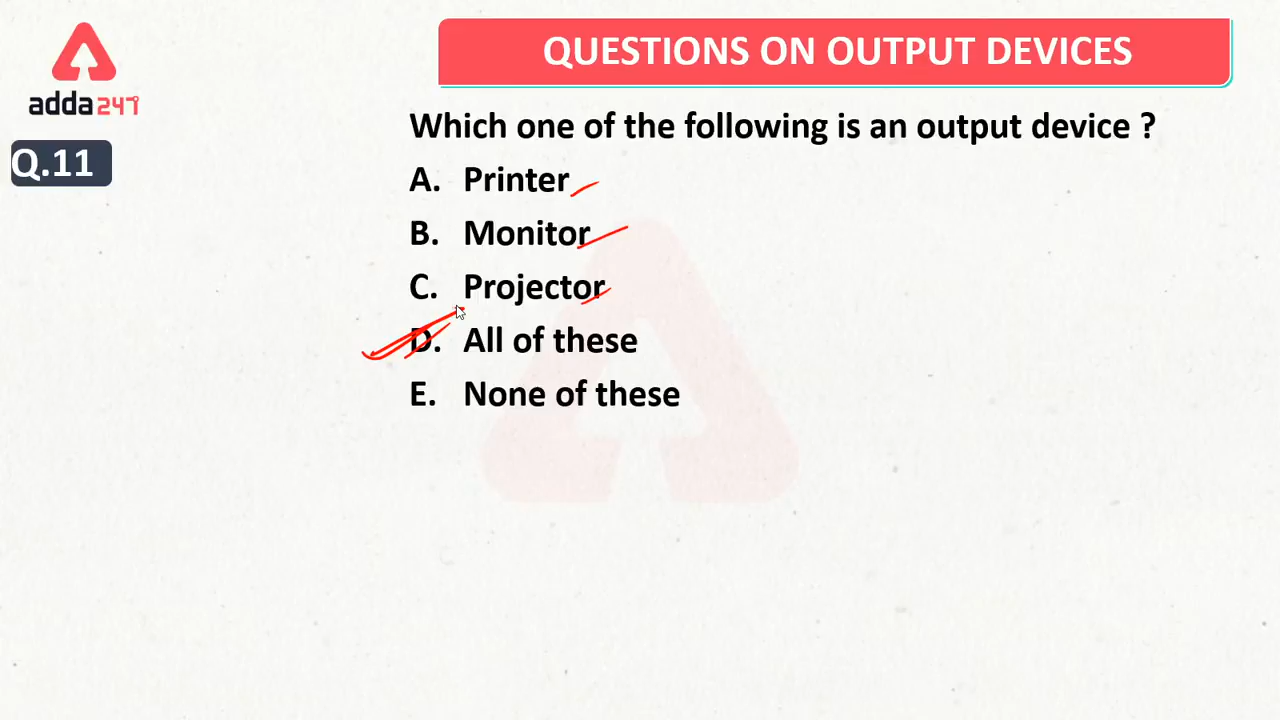 adda247
QUESTIONS ON OUTPUT DEVICES
Q.11
Which one of the following is an output device ?
A. Printer
B. Monitor
C. Projector
D. All of these
E. None of these